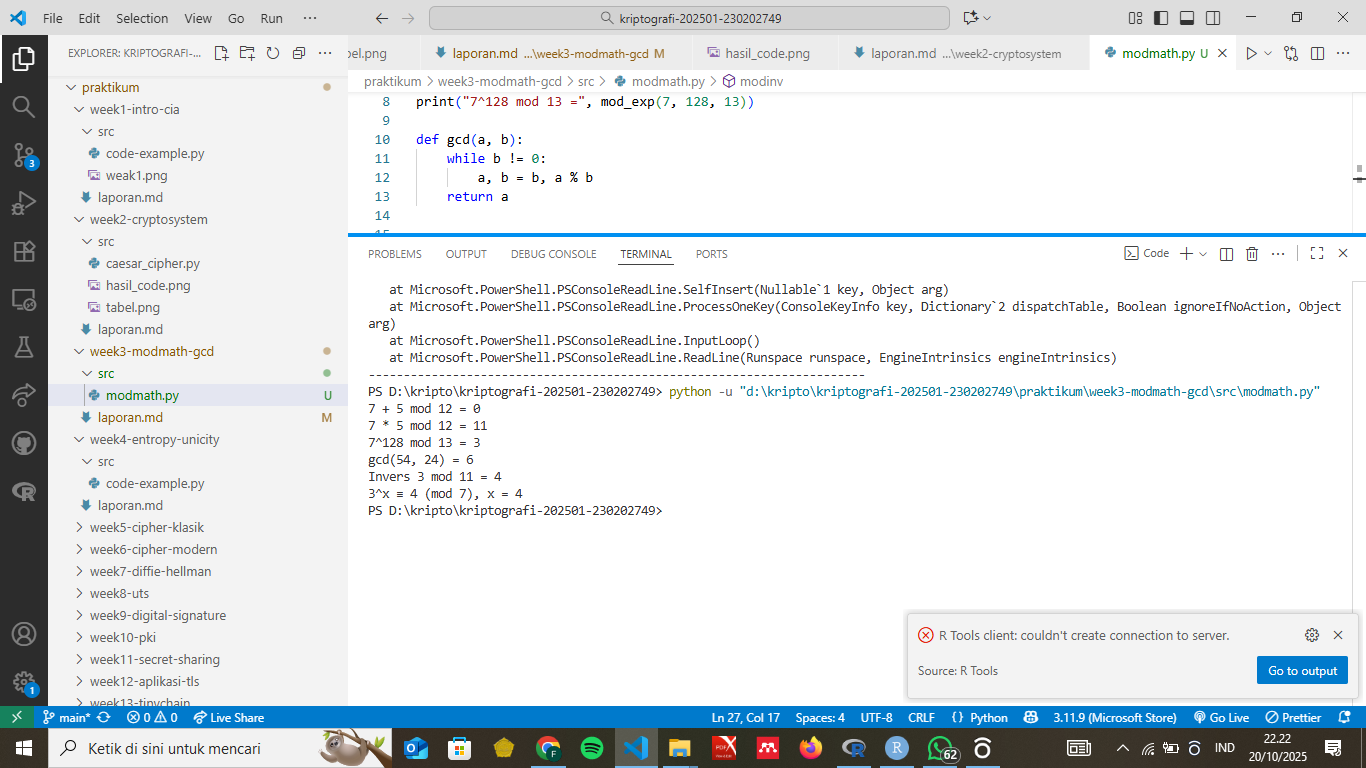 File Edit Selection View Go Run ···
kriptografi-202501-230202749
EXPLORER: KRIPTOGRAFI-...
praktikum
week1-intro-cia
src
code-example.py
weak1.png
laporan.md
week2-cryptosystem
src
caesar_cipher.py
hasil_code.png
tabel.png
laporan.md
week3-modmath-gcd
src
modmath.py U
laporan.md M
week4-entropy-unicity
src
code-example.py
laporan.md
week5-cipher-klasik
week6-cipher-modern
week7-diffie-hellman
week8-uts
week9-digital-signature
week10-pki
week11-secret-sharing
week12-aplikasi-tls
week13-tinychain
3
1
bel.png laporan.md ...\week3-modmath-gcd M hasil_code.png laporan.md ...\week2-cryptosystem modmath.py U
praktikum > week3-modmath-gcd > src > modmath.py > modinv
8 print("7^128 mod 13 =", mod_exp(7, 128, 13))
9
10 def gcd(a, b):
11 while b != 0:
12 a, b = b, a % b
13 return a
14
15
PROBLEMS OUTPUT DEBUG CONSOLE TERMINAL PORTS Code
at Microsoft.PowerShell.PSConsoleReadLine.SelfInsert(Nullable`1 key, Object arg)
at Microsoft.PowerShell.PSConsoleReadLine.ProcessOneKey(ConsoleKeyInfo key, Dictionary`2 dispatchTable, Boolean ignoreIfNoAction, Object
arg)
at Microsoft.PowerShell.PSConsoleReadLine.InputLoop()
at Microsoft.PowerShell.PSConsoleReadLine.ReadLine(Runspace runspace, EngineIntrinsics engineIntrinsics)
-----------------------------------------------------------------------
PS D:\kripto\kriptografi-202501-230202749> python -u "d:\kripto\kriptografi-202501-230202749\praktikum\week3-modmath-gcd\src\modmath.py"
7 + 5 mod 12 = 0
7 * 5 mod 12 = 11
7^128 mod 13 = 3
gcd(54, 24) = 6
Invers 3 mod 11 = 4
3^x ≡ 4 (mod 7), x = 4
PS D:\kripto\kriptografi-202501-230202749>
R Tools client: couldn't create connection to server.
Source: R Tools Go to output
main* 0 0 Live Share Ln 27, Col 17 Spaces: 4 UTF-8 CRLF {} Python 3.11.9 (Microsoft Store) Go Live Prettier
Ketik di sini untuk mencari 62 IND 22.22
20/10/2025